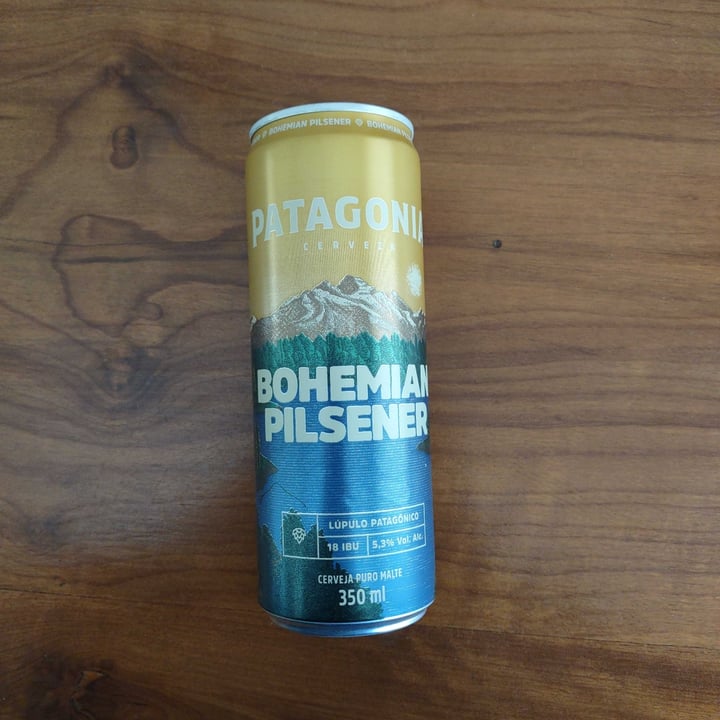 BOHEMIAN PILSENER BOHEMIAN
PATAGONIA
CERVEZA
BOHEMIAN
PILSENER
LÚPULO PATAGÔNICO
18 IBU 5,3% Vol. Alc.
CERVEJA PURO MALTE
350 ml